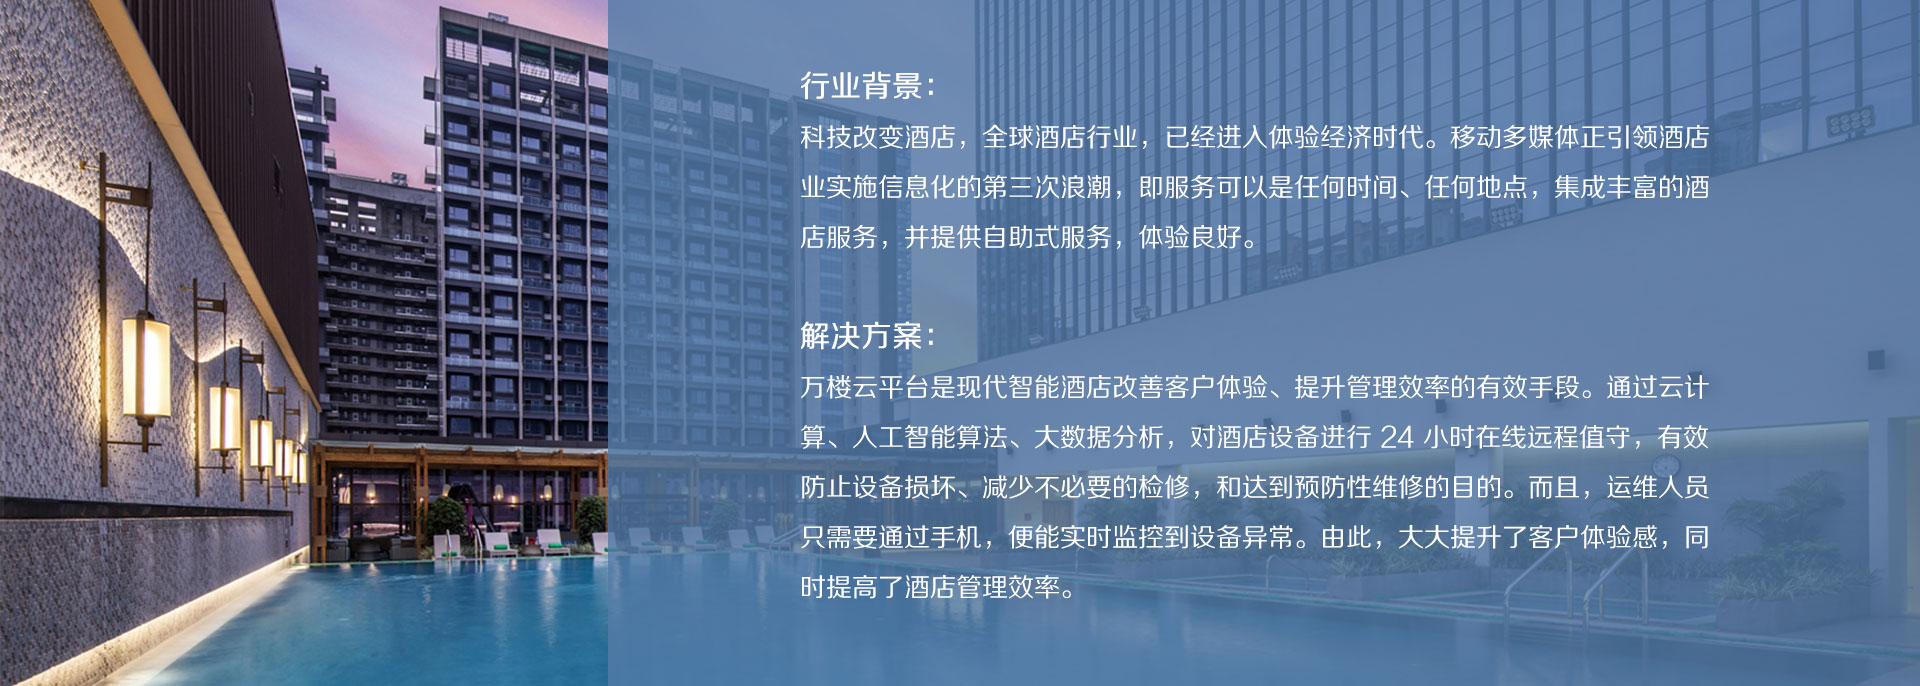 行业背景：
科技改变酒店，全球酒店行业，已经进入体验经济时代。移动多媒体正引领酒店
业实施信息化的第三次浪潮，即服务可以是任何时间、任何地点，集成丰富的酒
店服务，并提供自助式服务，体验良好。
解决方案：
万楼云平台是现代智能酒店改善客户体验、提升管理效率的有效手段。通过云计
算、人工智能算法、大数据分析，对酒店设备进行 24 小时在线远程值守，有效
防止设备损坏、减少不必要的检修，和达到预防性维修的目的。而且，运维人员
只需要通过手机，便能实时监控到设备异常。由此，大大提升了客户体验感，同
时提高了酒店管理效率。